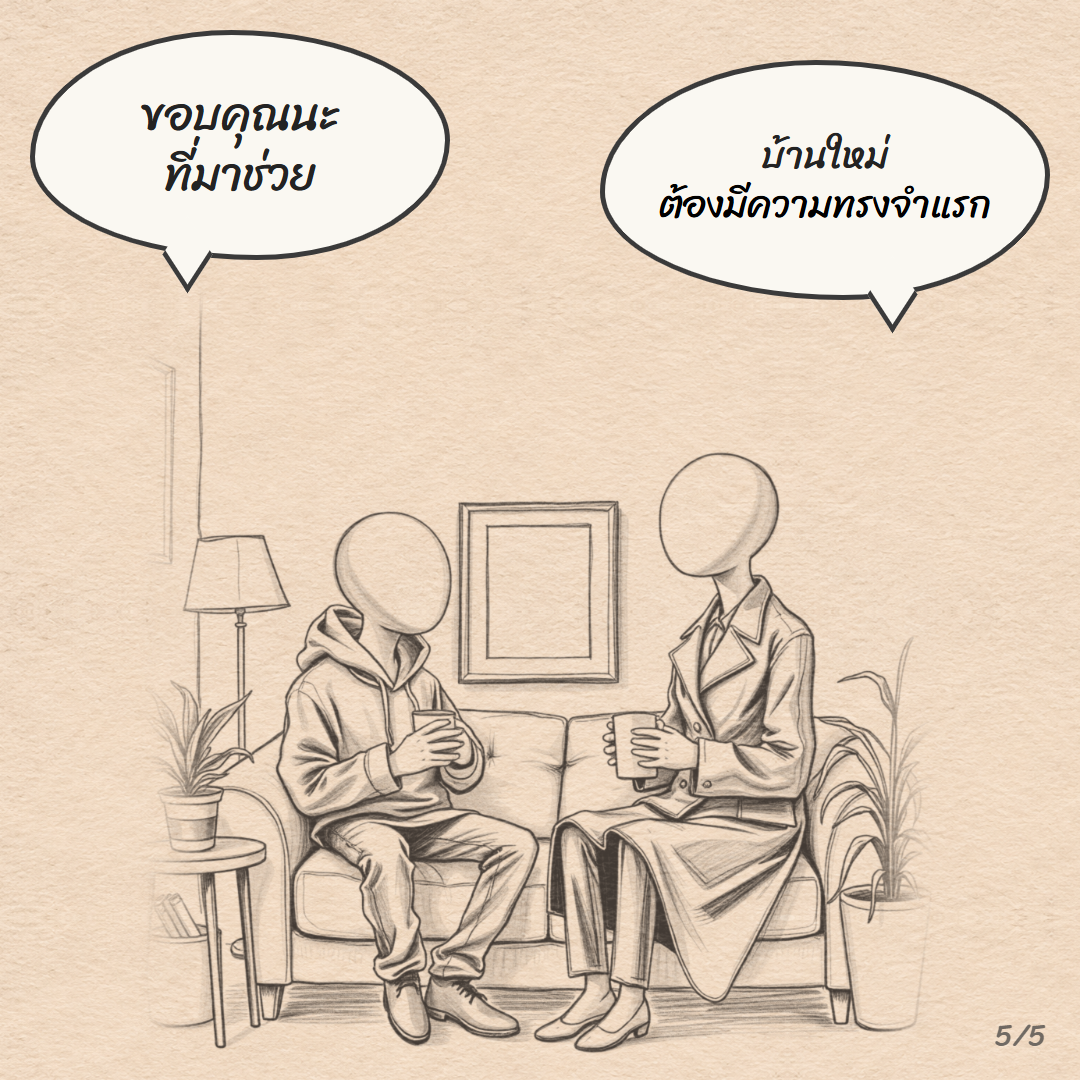 ขอบคุณนะ
ที่มาช่วย
บ้านใหม่
ต้องมีความทรงจำแรก
5/5